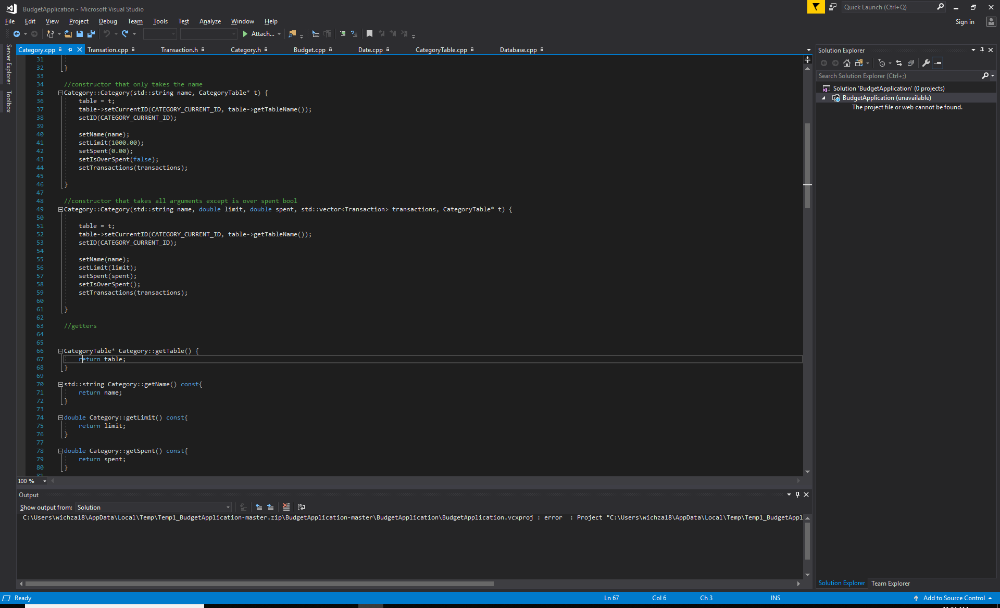 BudgetApplication - Microsoft Visual Studio
Quick Launch (Ctrl+Q)
File Edit View Project Debug Team Tools Test Analyze Window Help
Sign in
Attach...
Server Explorer
Toolbox
Category.cpp Transation.cpp Transaction.h Category.h Budget.cpp Date.cpp CategoryTable.cpp Database.cpp
31
32 }
33
34 //constructor that only takes the name
35 Category::Category(std::string name, CategoryTable* t) {
36 table = t;
37 table->setCurrentID(CATEGORY_CURRENT_ID, table->getTableName());
38 setID(CATEGORY_CURRENT_ID);
39
40 setName(name);
41 setLimit(1000.00);
42 setSpent(0.00);
43 setIsOverSpent(false);
44 setTransactions(transactions);
45
46 }
47
48 //constructor that takes all arguments except is over spent bool
49 Category::Category(std::string name, double limit, double spent, std::vector<Transaction> transactions, CategoryTable* t) {
50
51 table = t;
52 table->setCurrentID(CATEGORY_CURRENT_ID, table->getTableName());
53 setID(CATEGORY_CURRENT_ID);
54
55 setName(name);
56 setLimit(limit);
57 setSpent(spent);
58 setIsOverSpent();
59 setTransactions(transactions);
60
61 }
62
63 //getters
64
65
66 CategoryTable* Category::getTable() {
67 return table;
68 }
69
70 std::string Category::getName() const{
71 return name;
72 }
73
74 double Category::getLimit() const{
75 return limit;
76 }
77
78 double Category::getSpent() const{
79 return spent;
80 }
81
100 %
Solution Explorer
Search Solution Explorer (Ctrl+;)
Solution 'BudgetApplication' (0 projects)
BudgetApplication (unavailable)
The project file or web cannot be found.
Output
Show output from: Solution
C:\Users\wichza18\AppData\Local\Temp\Temp1_BudgetApplication-master.zip\BudgetApplication-master\BudgetApplication\BudgetApplication.vcxproj : error : Project "C:\Users\wichza18\AppData\Local\Temp\Temp1_BudgetAppl
Solution Explorer Team Explorer
Ready Ln 67 Col 6 Ch 3 INS Add to Source Control